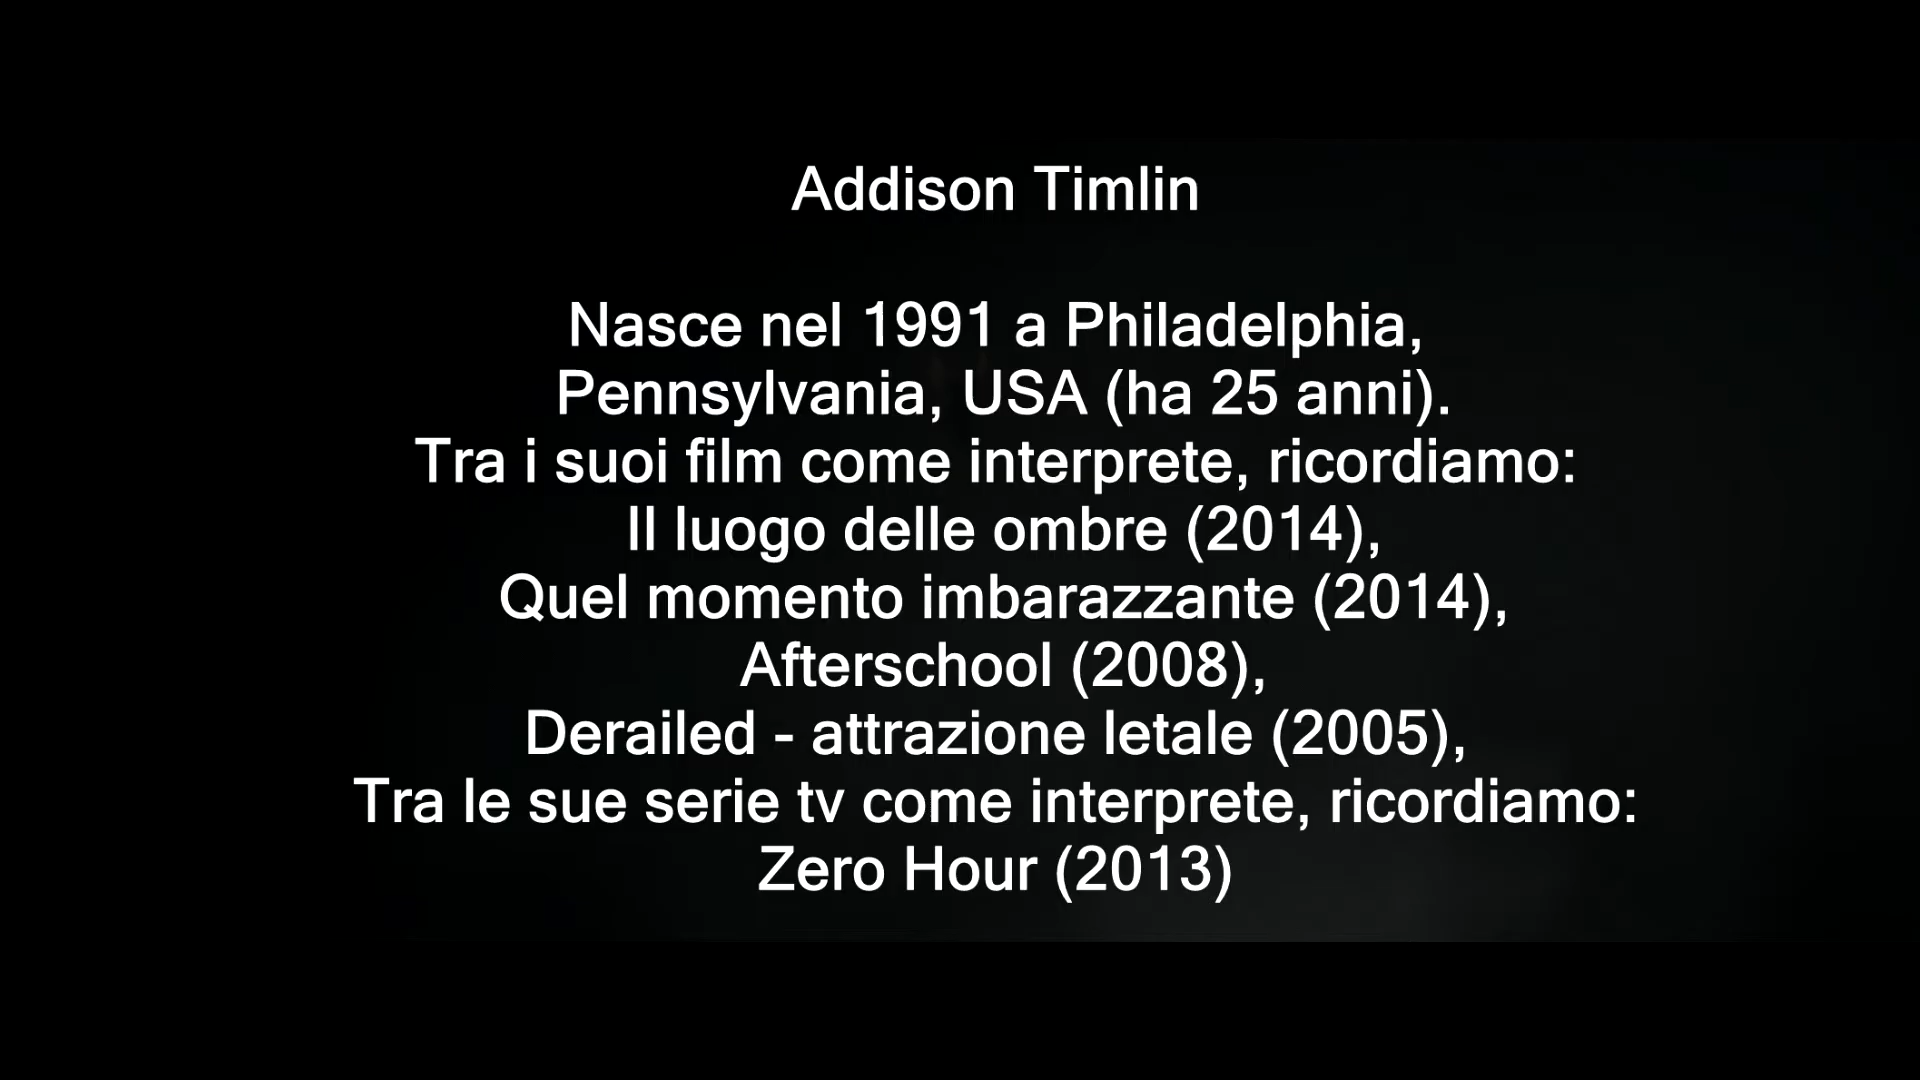 Addison Timlin
Nasce nel 1991 a Philadelphia,
Pennsylvania, USA (ha 25 anni).
Tra i suoi film come interprete, ricordiamo:
Il luogo delle ombre (2014),
Quel momento imbarazzante (2014),
Afterschool (2008),
Derailed - attrazione letale (2005),
Tra le sue serie tv come interprete, ricordiamo:
Zero Hour (2013)